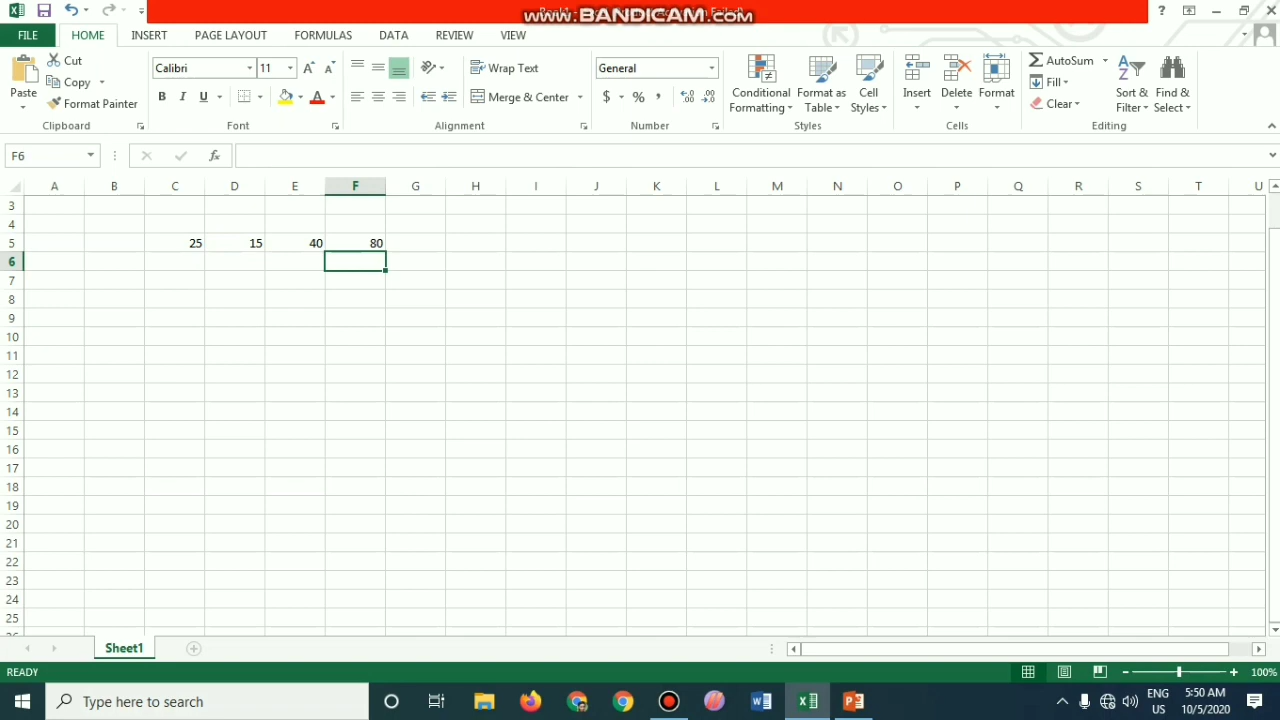 www.BANDICAM.com
FILE HOME INSERT PAGE LAYOUT FORMULAS DATA REVIEW VIEW
Paste
Cut
Copy
Format Painter
Clipboard
Calibri 11
B I U
Font
Wrap Text
Merge & Center
Alignment
General
$ % ,
Number
Conditional Formatting
Format as Table
Cell Styles
Styles
Insert
Delete
Format
Cells
AutoSum
Fill
Clear
Sort & Filter
Find & Select
Editing
F6 fx
A B C D E F G H I J K L M N O P Q R S T U
3
4
5 25 15 40 80
6
7
8
9
10
11
12
13
14
15
16
17
18
19
20
21
22
23
24
25
Sheet1
READY 100%
Type here to search
ENG 5:50 AM
US 10/5/2020